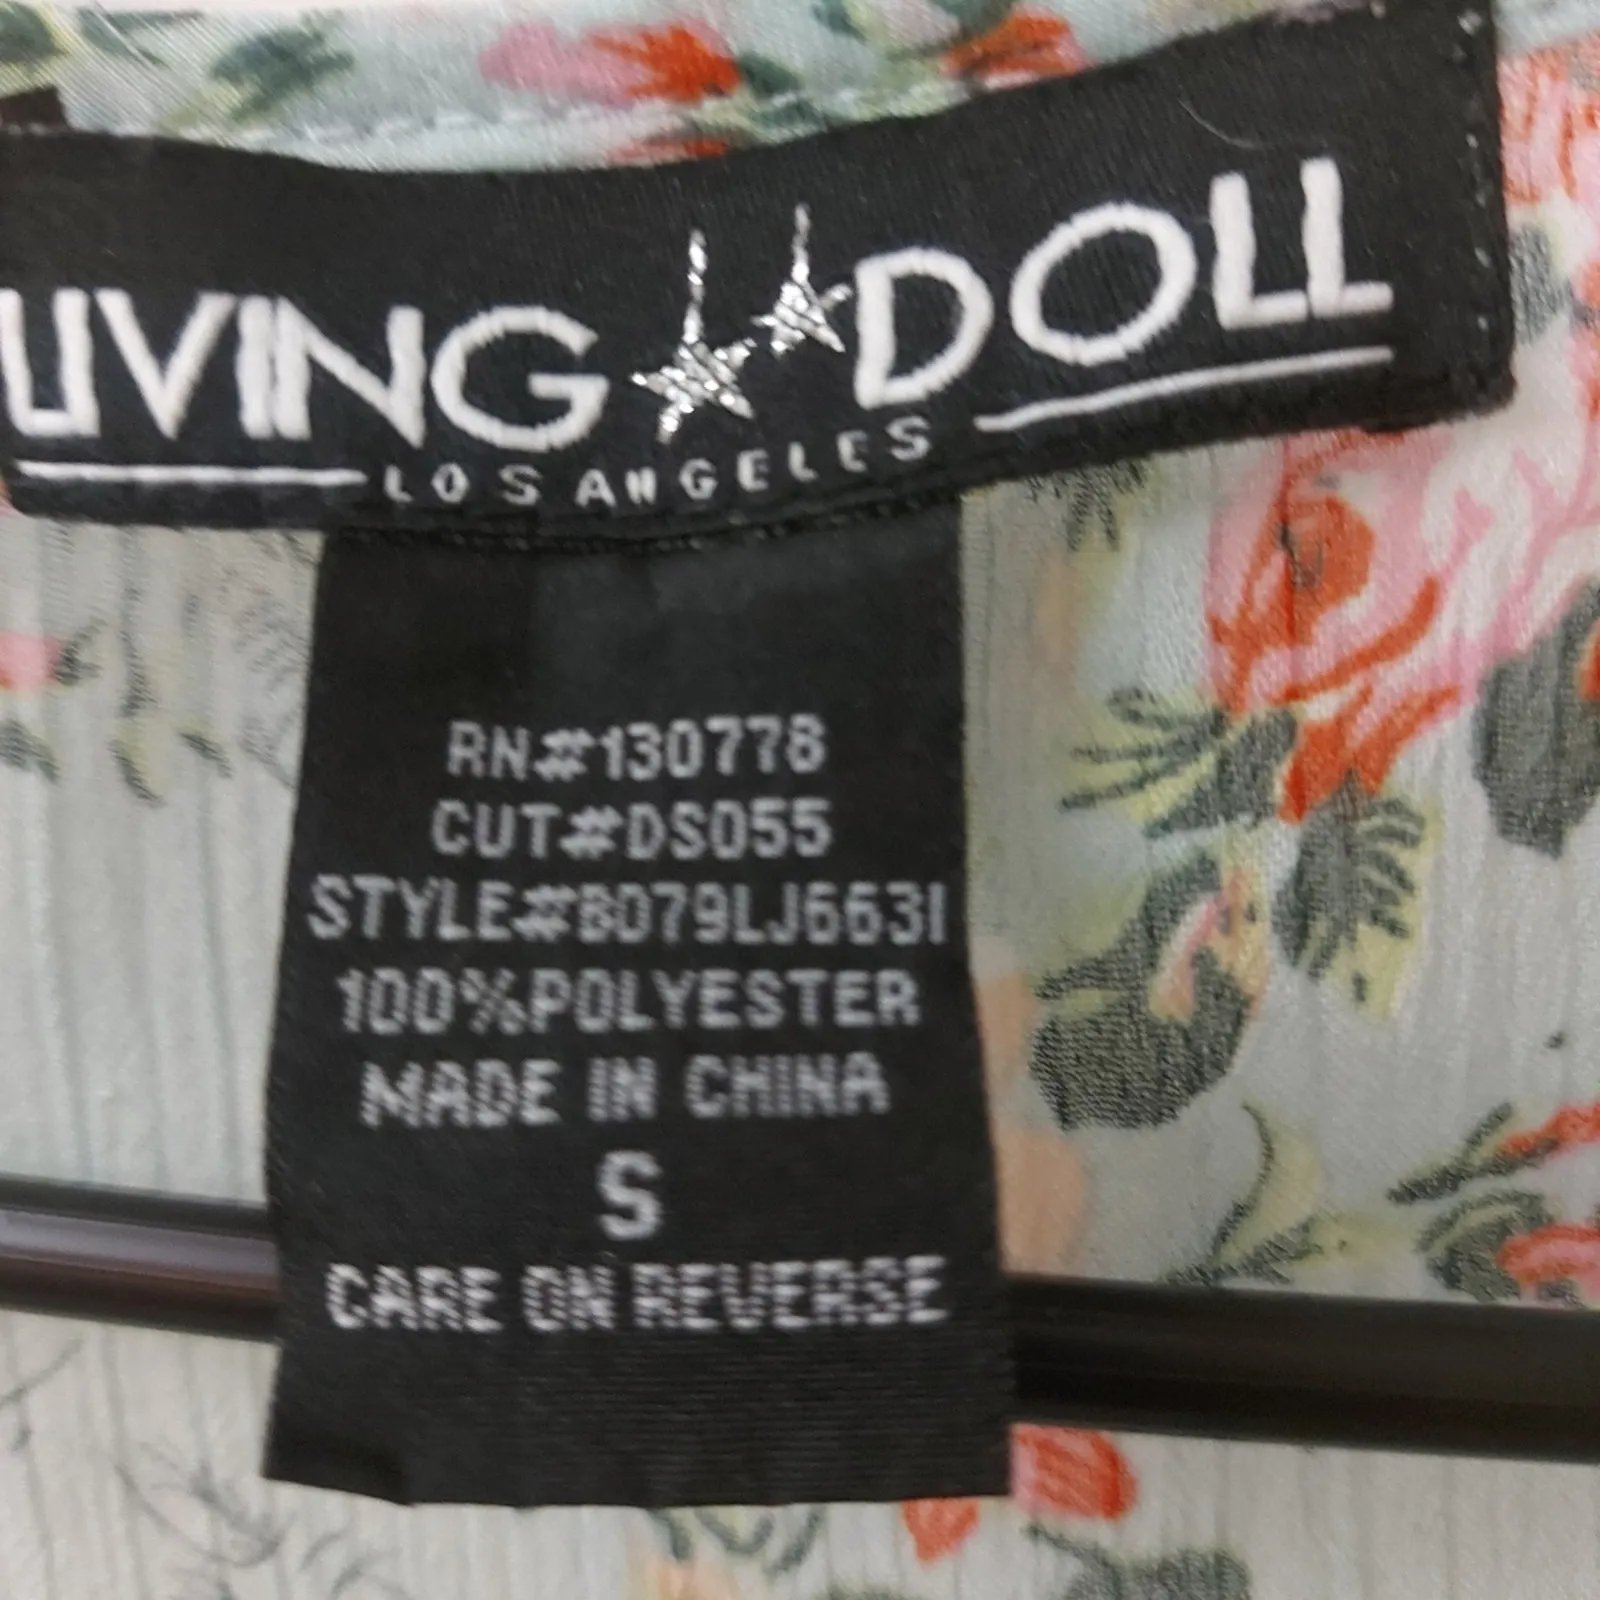 LIVING DOLL
LOS ANGELES
RN#130778
CUT#DS055
STYLE#B079LJ6631
100%POLYESTER
MADE IN CHINA
S
CARE ON REVERSE